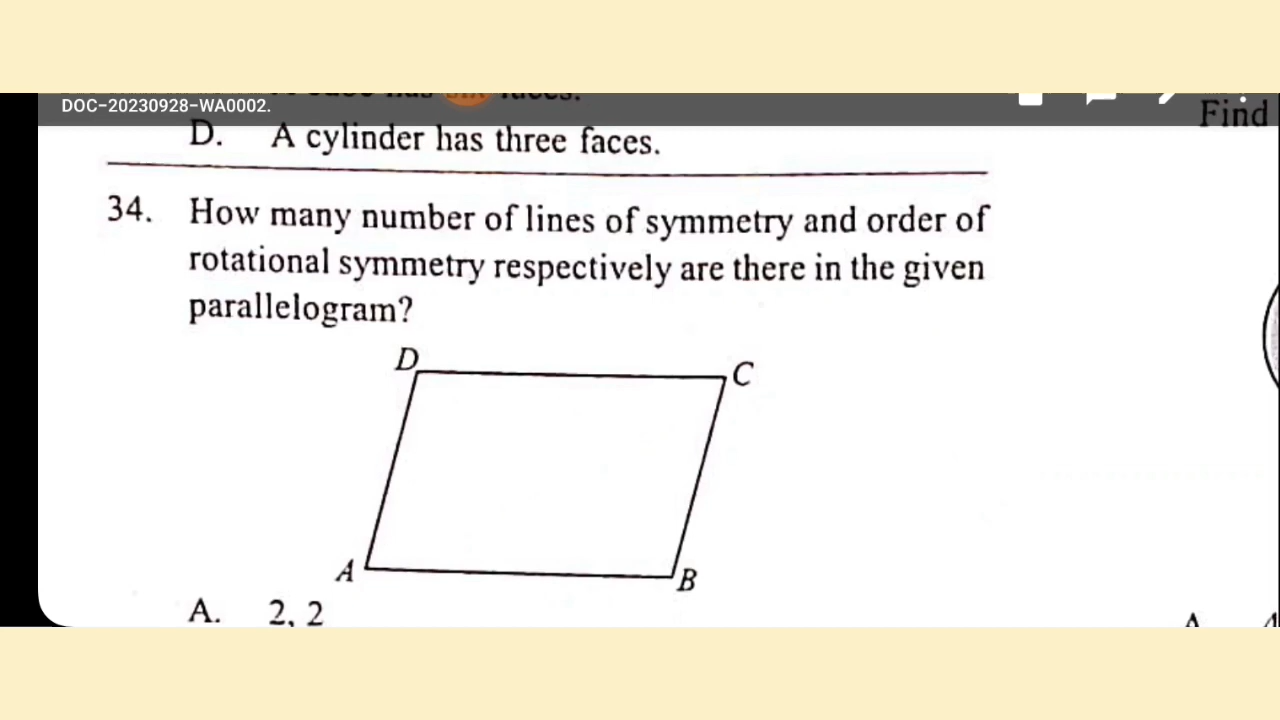 DOC-20230928-WA0002.
Find
D. A cylinder has three faces.
34. How many number of lines of symmetry and order of
rotational symmetry respectively are there in the given
parallelogram?
D
C
A
B
A. 2, 2